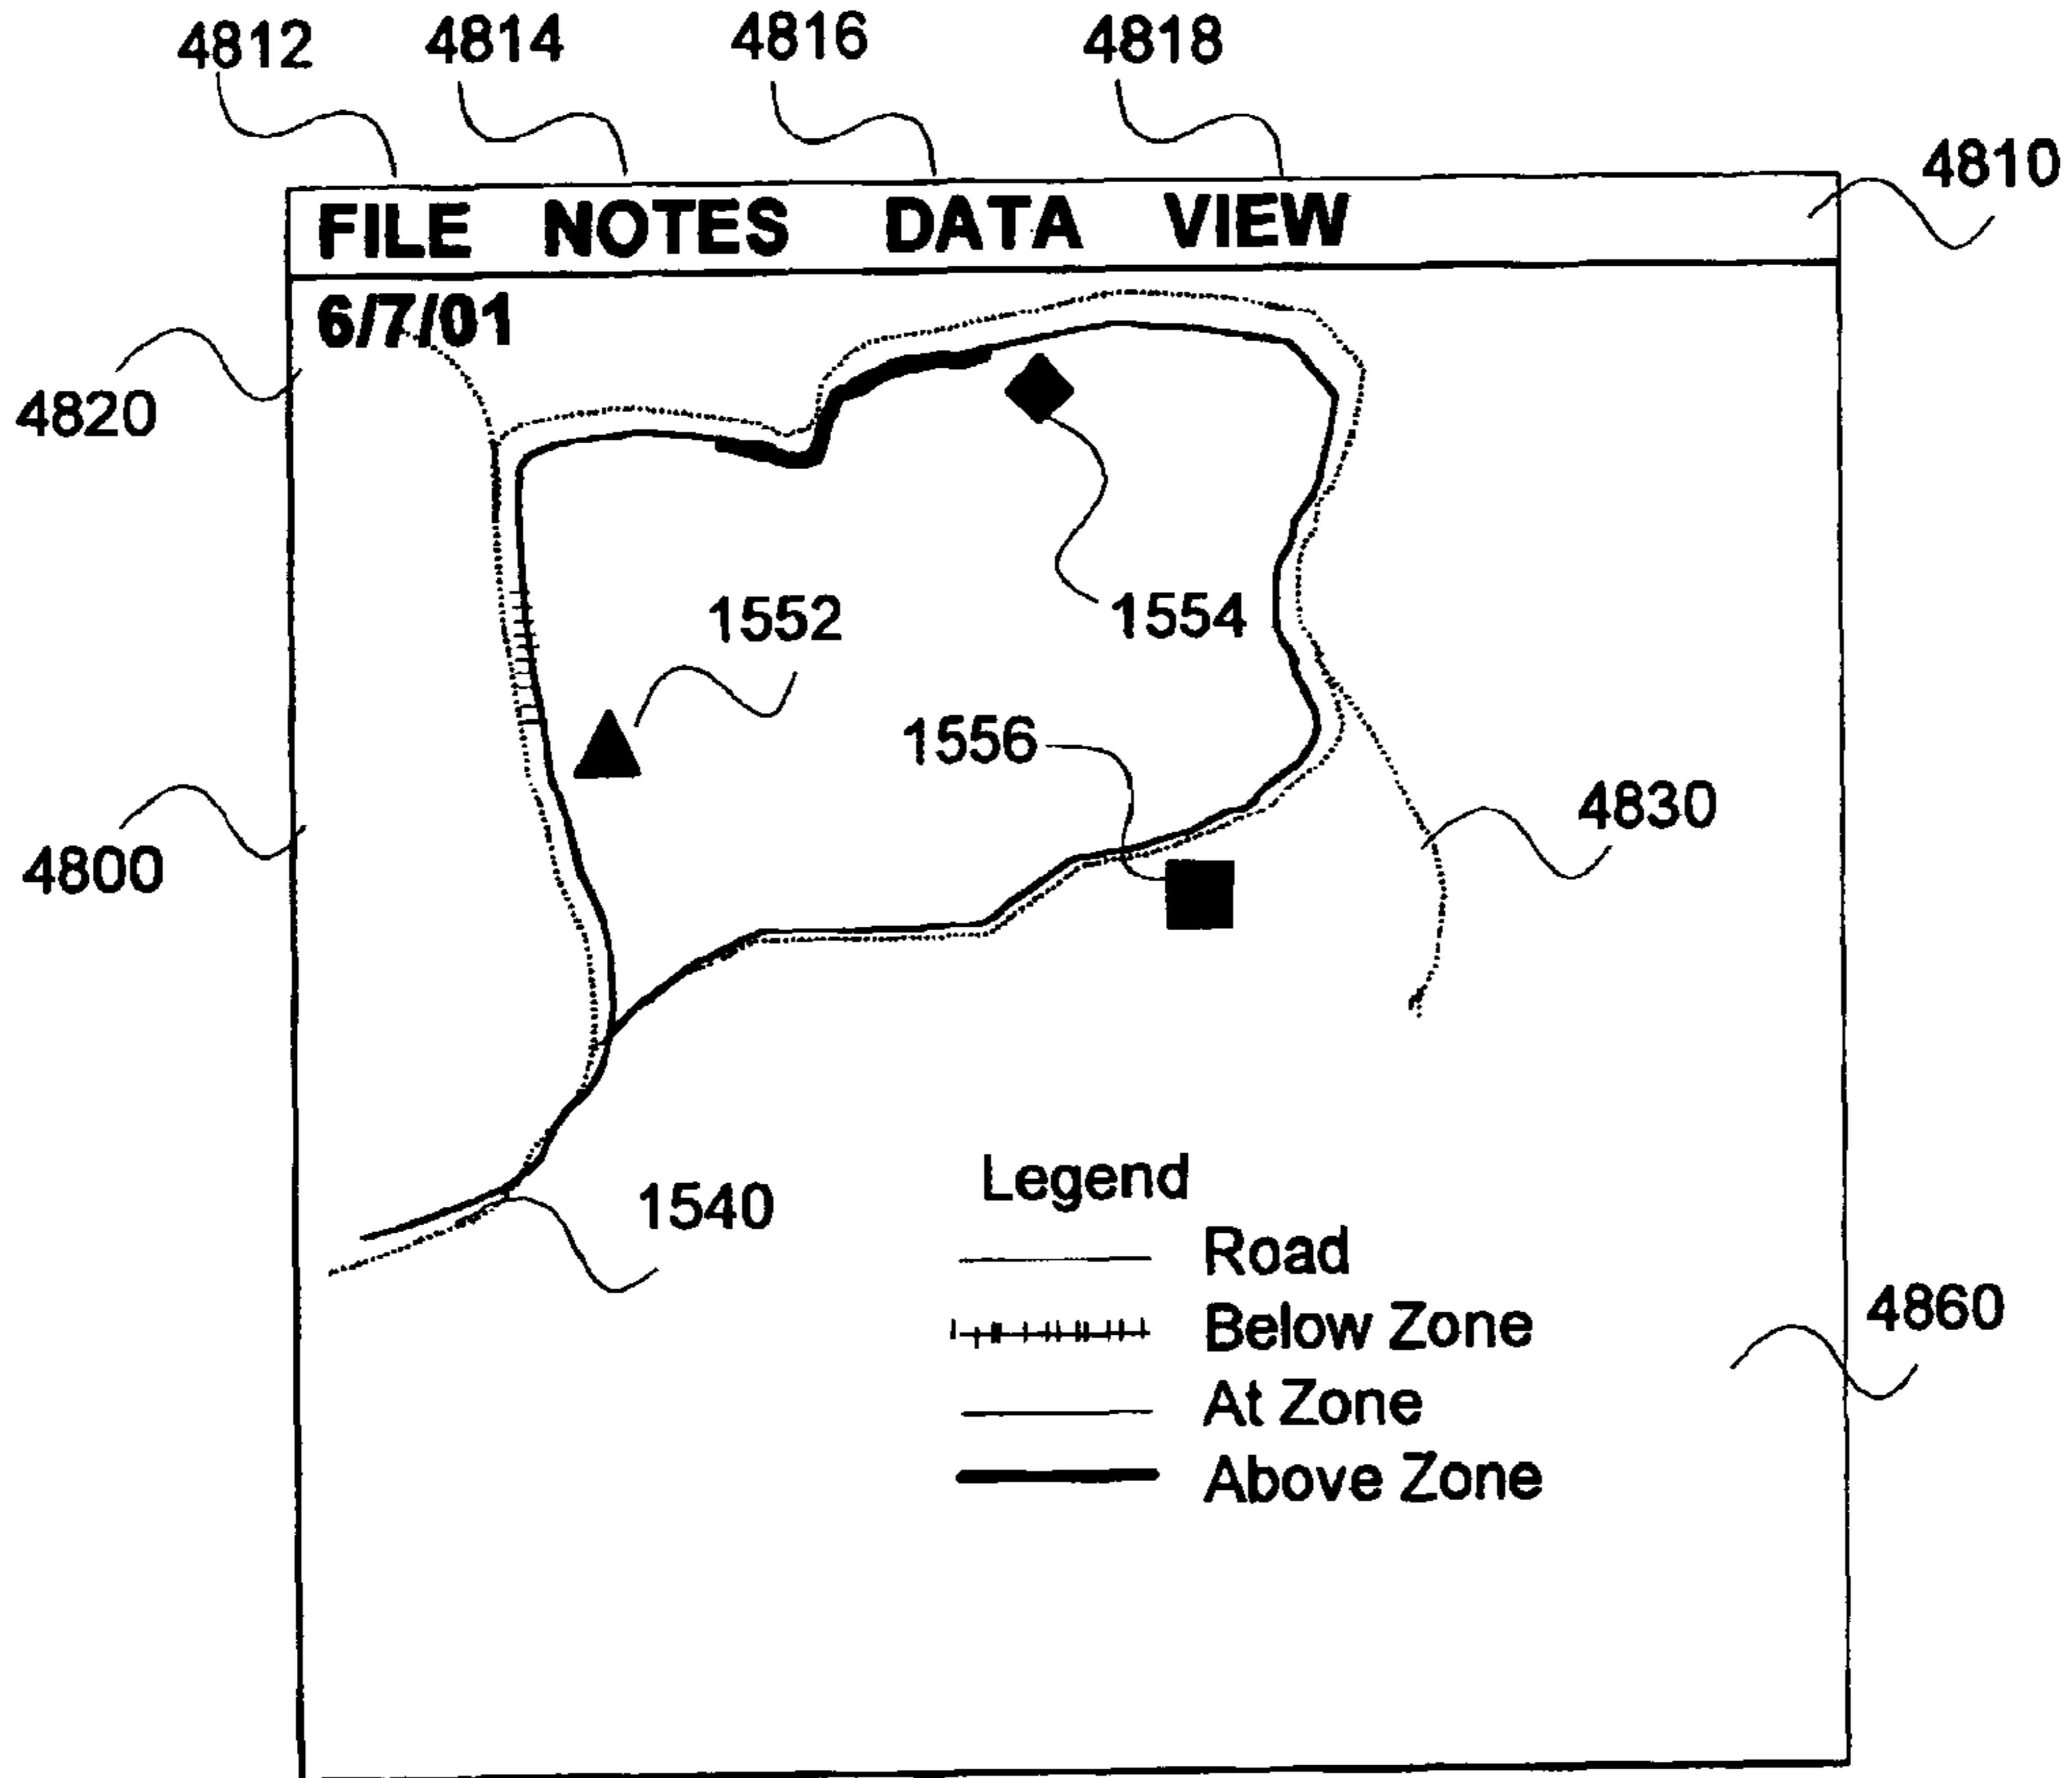 4812 4814 4816 4818
4810
FILE NOTES DATA VIEW
6/7/01
4820
1552
1554
1556
4830
4800
Legend
1540
Road
4860
Below Zone
At Zone
Above Zone